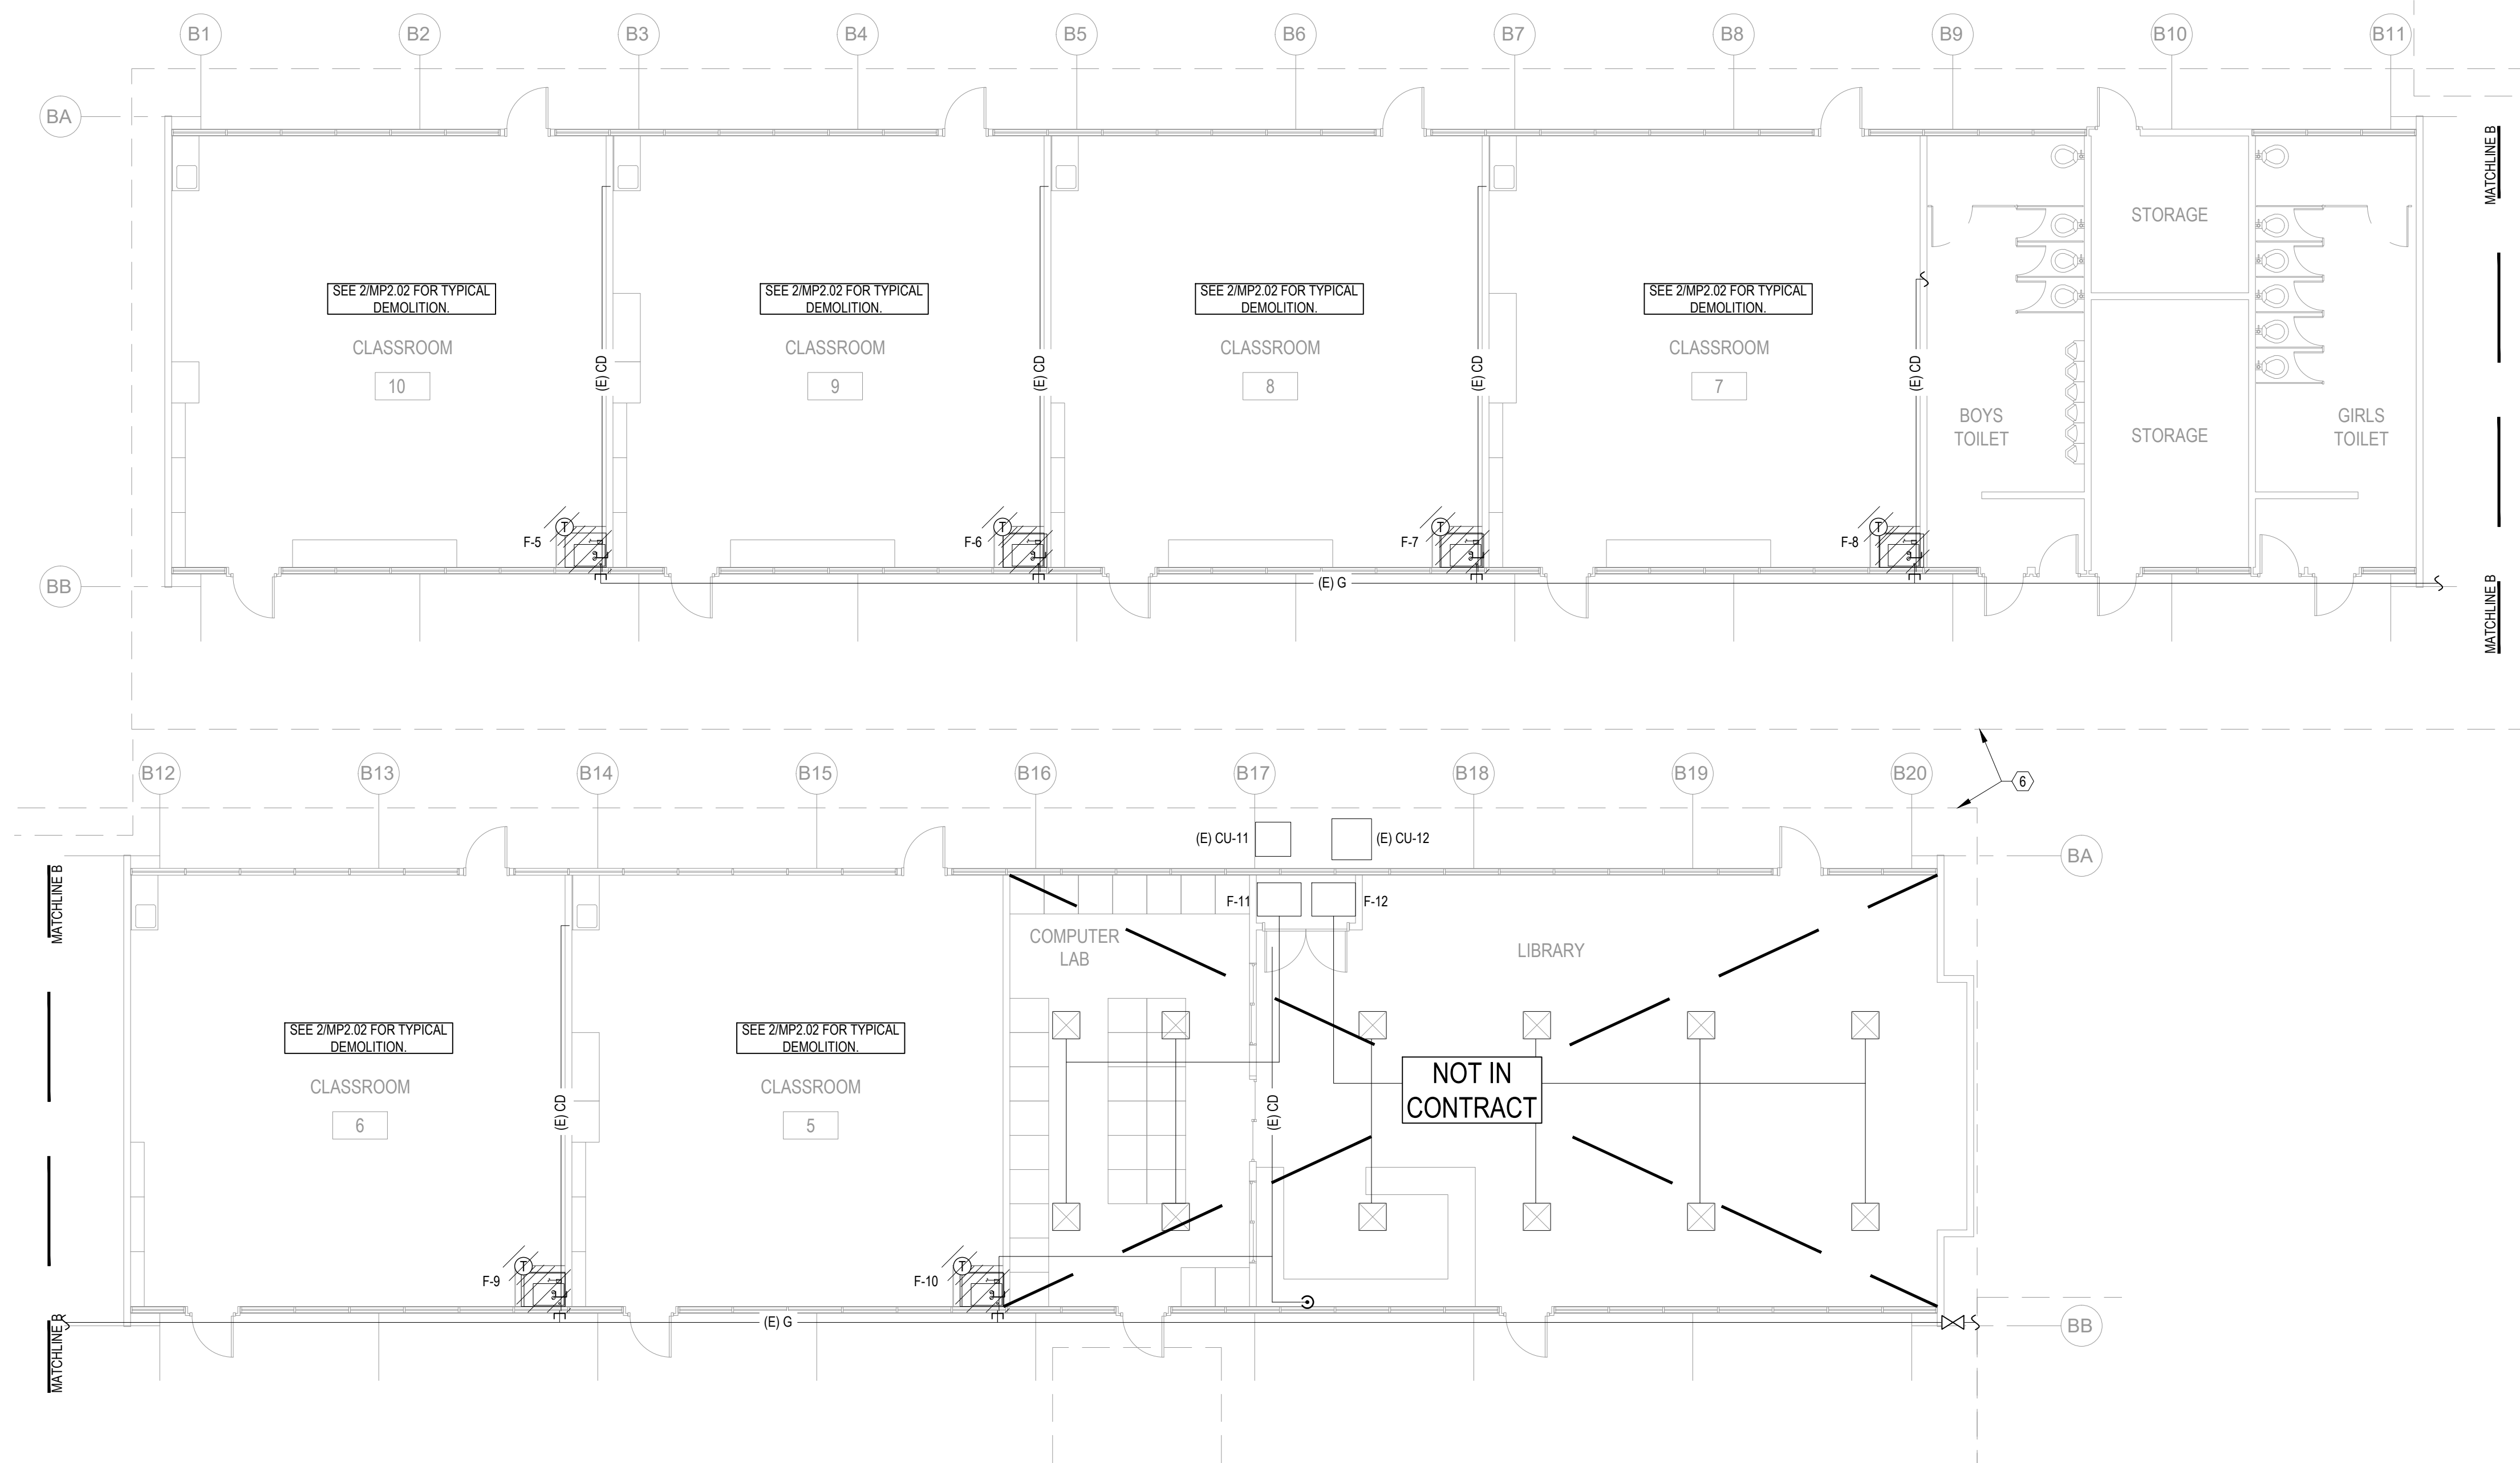 B1
B2
B3
B4
B5
B6
B7
B8
B9
B10
B11
BA
MATCHLINE B
STORAGE
SEE 2/MP2.02 FOR TYPICAL
DEMOLITION.
SEE 2/MP2.02 FOR TYPICAL
DEMOLITION.
SEE 2/MP2.02 FOR TYPICAL
DEMOLITION.
SEE 2/MP2.02 FOR TYPICAL
DEMOLITION.
CLASSROOM
10
(E) CD
CLASSROOM
9
(E) CD
CLASSROOM
8
(E) CD
CLASSROOM
7
(E) CD
BOYS
TOILET
STORAGE
GIRLS
TOILET
T
F-5
T
F-6
T
F-7
T
F-8
BB
(E) G
MATCHLINE B
B12
B13
B14
B15
B16
B17
B18
B19
B20
6
(E) CU-11
(E) CU-12
BA
MATCHLINE B
F-11
F-12
COMPUTER
LAB
LIBRARY
SEE 2/MP2.02 FOR TYPICAL
DEMOLITION.
SEE 2/MP2.02 FOR TYPICAL
DEMOLITION.
CLASSROOM
6
(E) CD
CLASSROOM
5
(E) CD
NOT IN
CONTRACT
T
F-9
T
F-10
MATCHLINE B
(E) G
BB